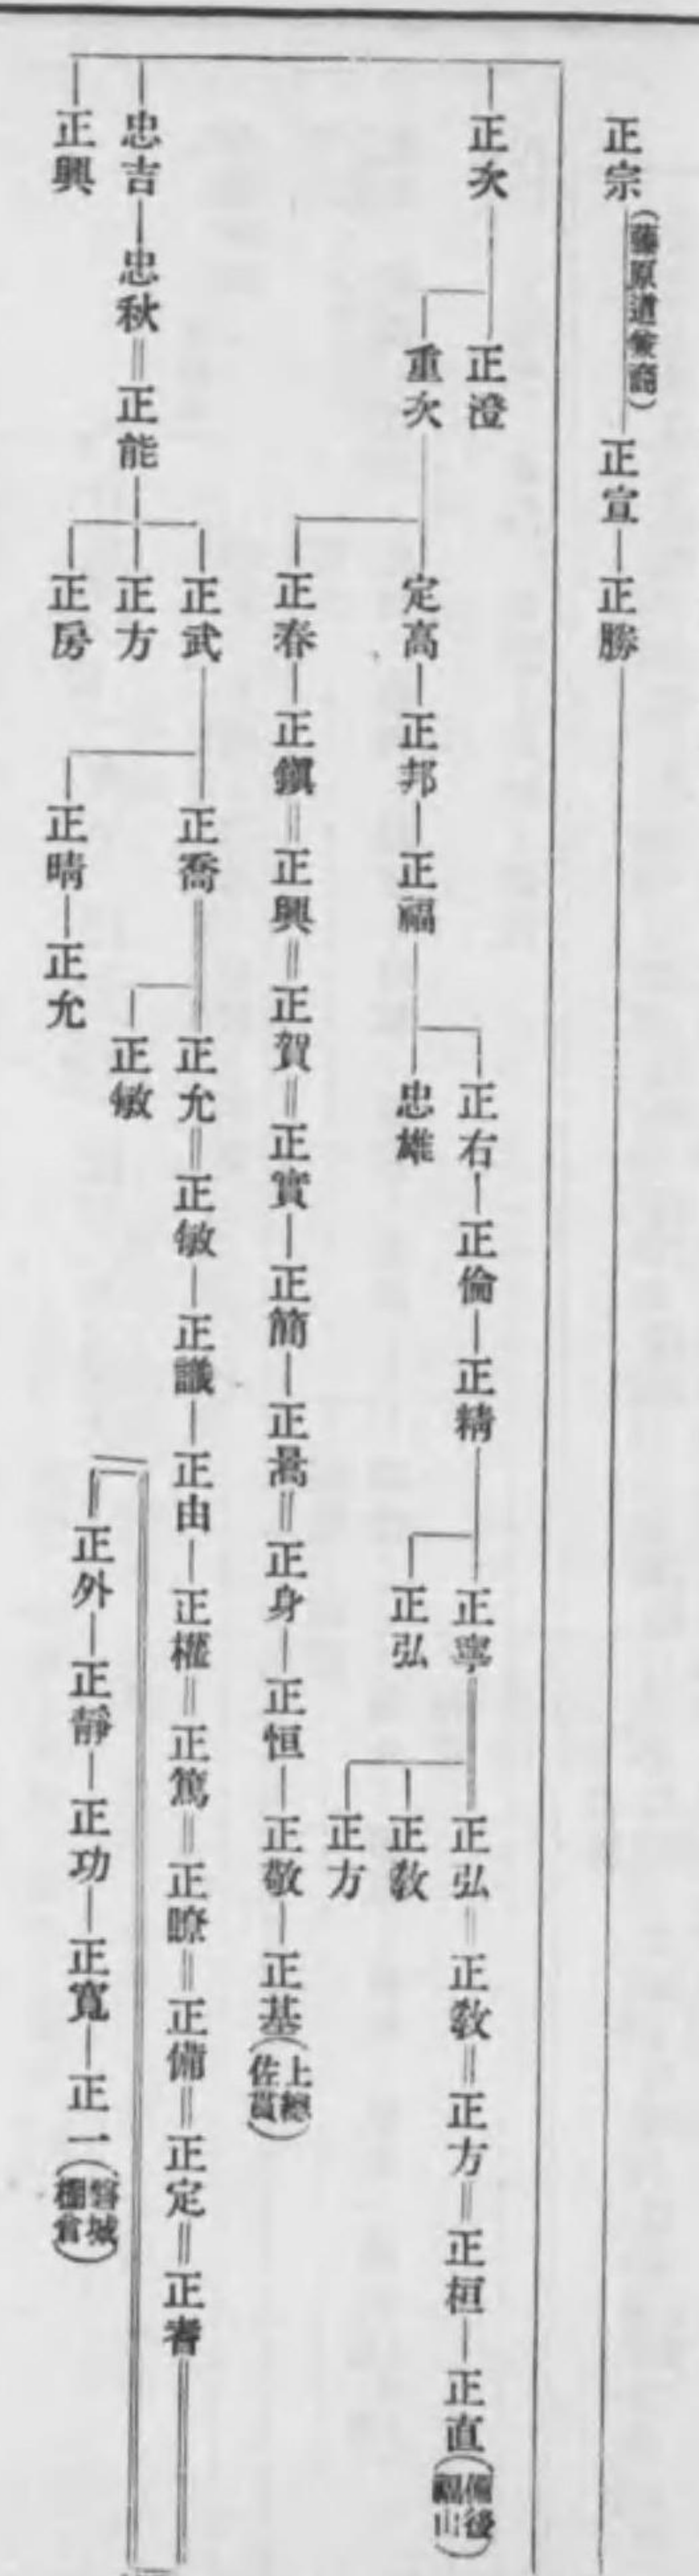 正宗(藤原道兼裔)―正宣―正勝
正次
正澄
重次
定高―正邦―正福
正右―正倫―正精
忠雄
正寧
正弘
正弘=正教=正方=正桓―正直(備後福山)
正教
正方
正春―正鎭=正興=正賀=正實―正簡―正暠=正身―正恒―正敬―正基(上總佐貫)
忠吉―忠秋=正能
正武
正方
正房
正喬
正晴―正允
正允=正敏―正識―正由―正權=正篤=正瞭=正備=正定=正耆
正敏
正外―正靜―正功―正寬―正一(磐城棚倉)
正興